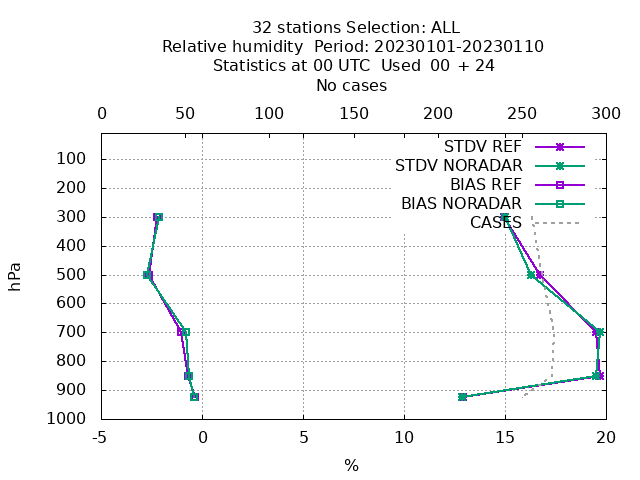 32 stations Selection: ALL
Relative humidity  Period: 20230101-20230110
Statistics at 00 UTC  Used  00 + 24
No cases
0 50 100 150 200 250 300
STDV REF
STDV NORADAR
BIAS REF
BIAS NORADAR
CASES
100
200
300
400
500
600
700
800
900
1000
hPa
-5 0 5 10 15 20
%